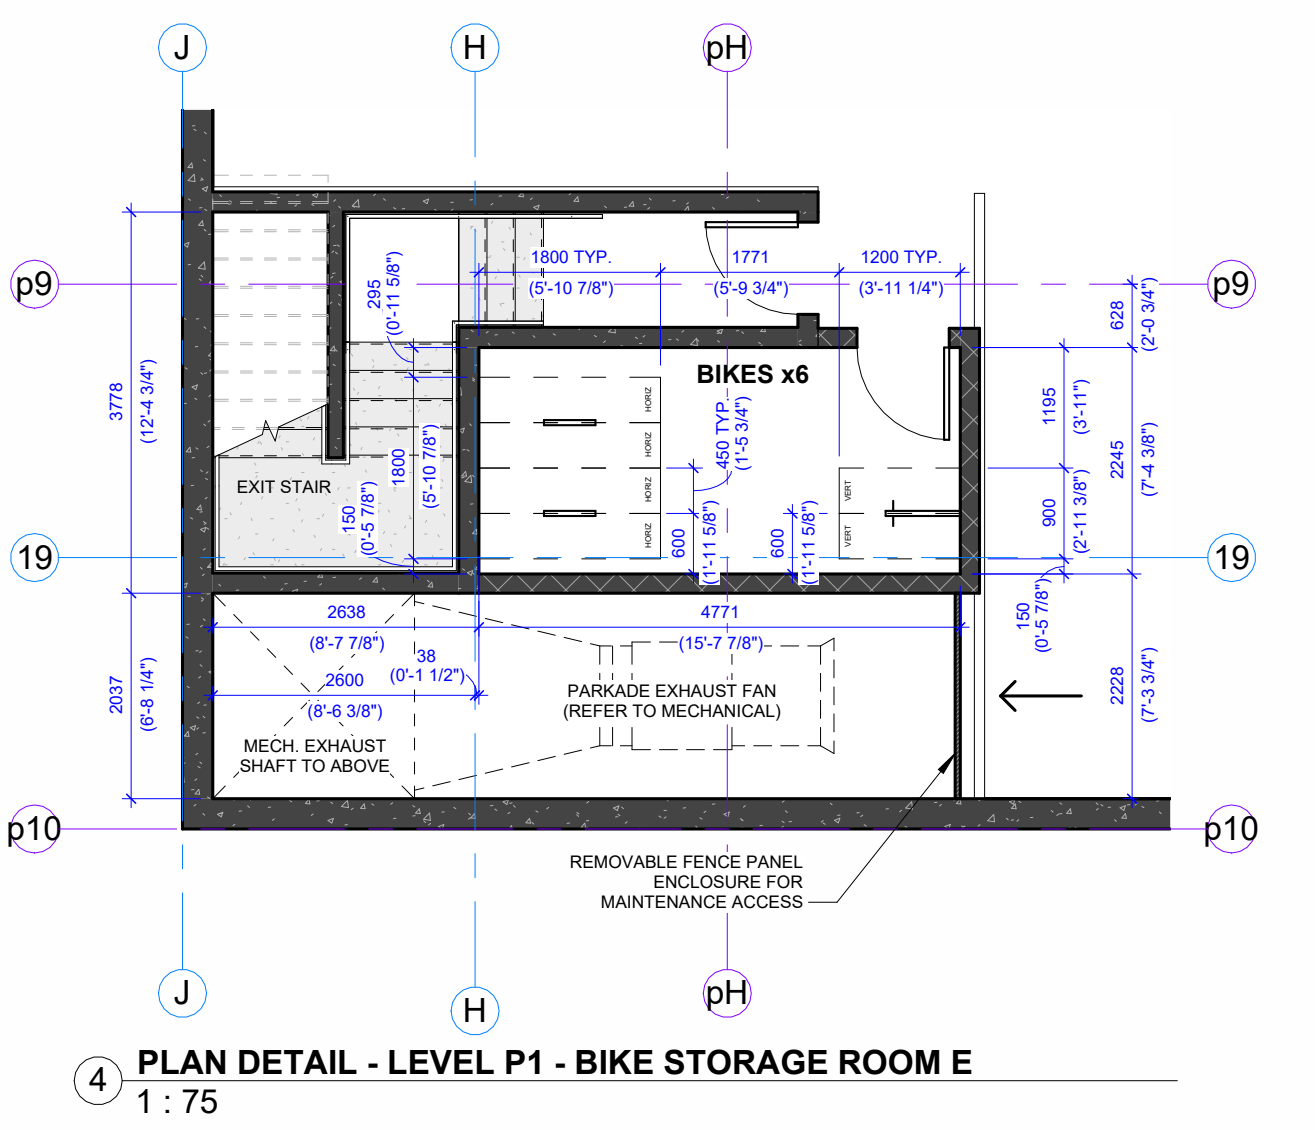 J
H
pH
p9
p9
1800 TYP.
(5'-10 7/8")
1771
(5'-9 3/4")
1200 TYP.
(3'-11 1/4")
295
(0'-11 5/8")
628
(2'-0 3/4")
BIKES x6
3778
(12'-4 3/4")
HORIZ
HORIZ
HORIZ
HORIZ
450 TYP.
(1'-5 3/4")
1195
(3'-11")
2245
(7'-4 3/8")
1800
(5'-10 7/8")
EXIT STAIR
150
(0'-5 7/8")
VERT
VERT
900
(2'-11 3/8")
600
(1'-11 5/8")
600
(1'-11 5/8")
19
19
150
(0'-5 7/8")
2638
(8'-7 7/8")
4771
(15'-7 7/8")
38
(0'-1 1/2")
2600
(8'-6 3/8")
2037
(6'-8 1/4")
2228
(7'-3 3/4")
PARKADE EXHAUST FAN
(REFER TO MECHANICAL)
MECH. EXHAUST
SHAFT TO ABOVE
p10
p10
REMOVABLE FENCE PANEL
ENCLOSURE FOR
MAINTENANCE ACCESS
J
H
pH
4
PLAN DETAIL - LEVEL P1 - BIKE STORAGE ROOM E
1 : 75